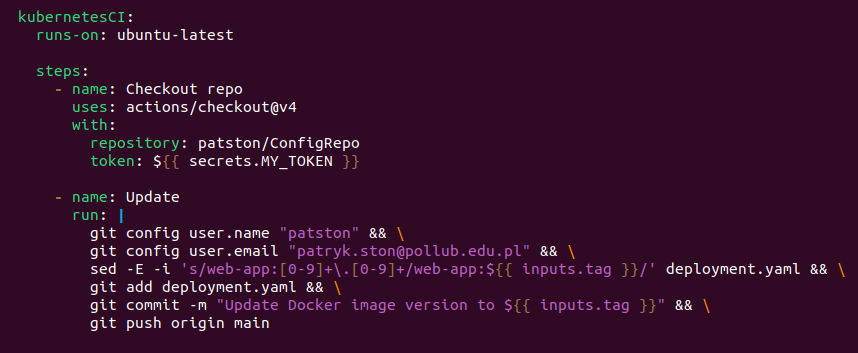 kubernetesCI:
  runs-on: ubuntu-latest

  steps:
    - name: Checkout repo
      uses: actions/checkout@v4
      with:
        repository: patston/ConfigRepo
        token: ${{ secrets.MY_TOKEN }}

    - name: Update
      run: |
        git config user.name "patston" && \
        git config user.email "patryk.ston@pollub.edu.pl" && \
        sed -E -i 's/web-app:[0-9]+\.[0-9]+/web-app:${{ inputs.tag }}/' deployment.yaml && \
        git add deployment.yaml && \
        git commit -m "Update Docker image version to ${{ inputs.tag }}" && \
        git push origin main